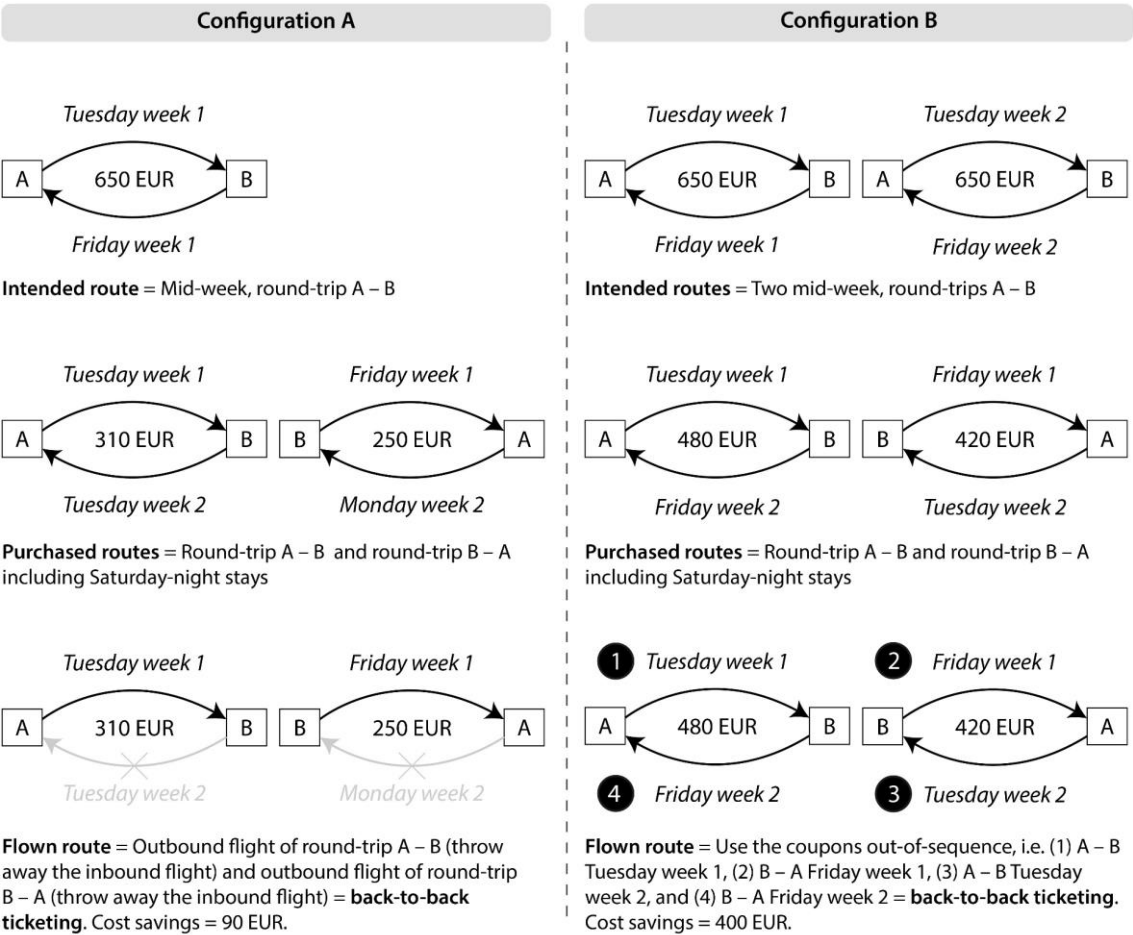 Configuration A
Tuesday week 1
A
650 EUR
B
Friday week 1
Intended route = Mid-week, round-trip A – B
Tuesday week 1
Friday week 1
A
310 EUR
B
B
250 EUR
A
Tuesday week 2
Monday week 2
Purchased routes = Round-trip A – B and round-trip B – A
including Saturday-night stays
Tuesday week 1
Friday week 1
A
310 EUR
B
B
250 EUR
A
Tuesday week 2
Monday week 2
Flown route = Outbound flight of round-trip A – B (throw
away the inbound flight) and outbound flight of round-trip
B – A (throw away the inbound flight) = back-to-back
ticketing. Cost savings = 90 EUR.
Configuration B
Tuesday week 1
Tuesday week 2
A
650 EUR
B
A
650 EUR
B
Friday week 1
Friday week 2
Intended routes = Two mid-week, round-trips A – B
Tuesday week 1
Friday week 1
A
480 EUR
B
B
420 EUR
A
Friday week 2
Tuesday week 2
Purchased routes = Round-trip A – B and round-trip B – A
including Saturday-night stays
1 Tuesday week 1
2 Friday week 1
A
480 EUR
B
B
420 EUR
A
4 Friday week 2
3 Tuesday week 2
Flown route = Use the coupons out-of-sequence, i.e. (1) A – B
Tuesday week 1, (2) B – A Friday week 1, (3) A – B Tuesday
week 2, and (4) B – A Friday week 2 = back-to-back ticketing.
Cost savings = 400 EUR.